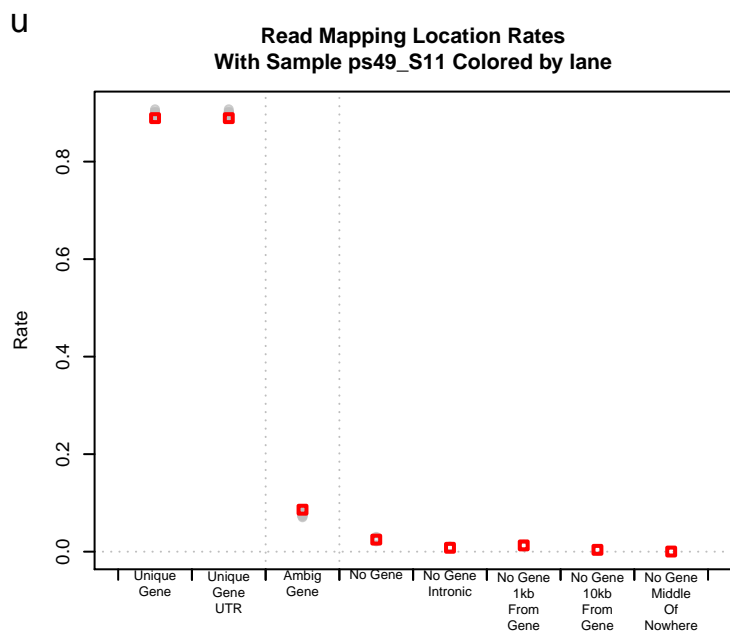 u
Read Mapping Location Rates
With Sample ps49_S11 Colored by lane
Rate
0.8
0.6
0.4
0.2
0.0
Unique
Gene
Unique
Gene
UTR
Ambig
Gene
No Gene
No Gene
Intronic
No Gene
1kb
From
Gene
No Gene
10kb
From
Gene
No Gene
Middle
Of
Nowhere